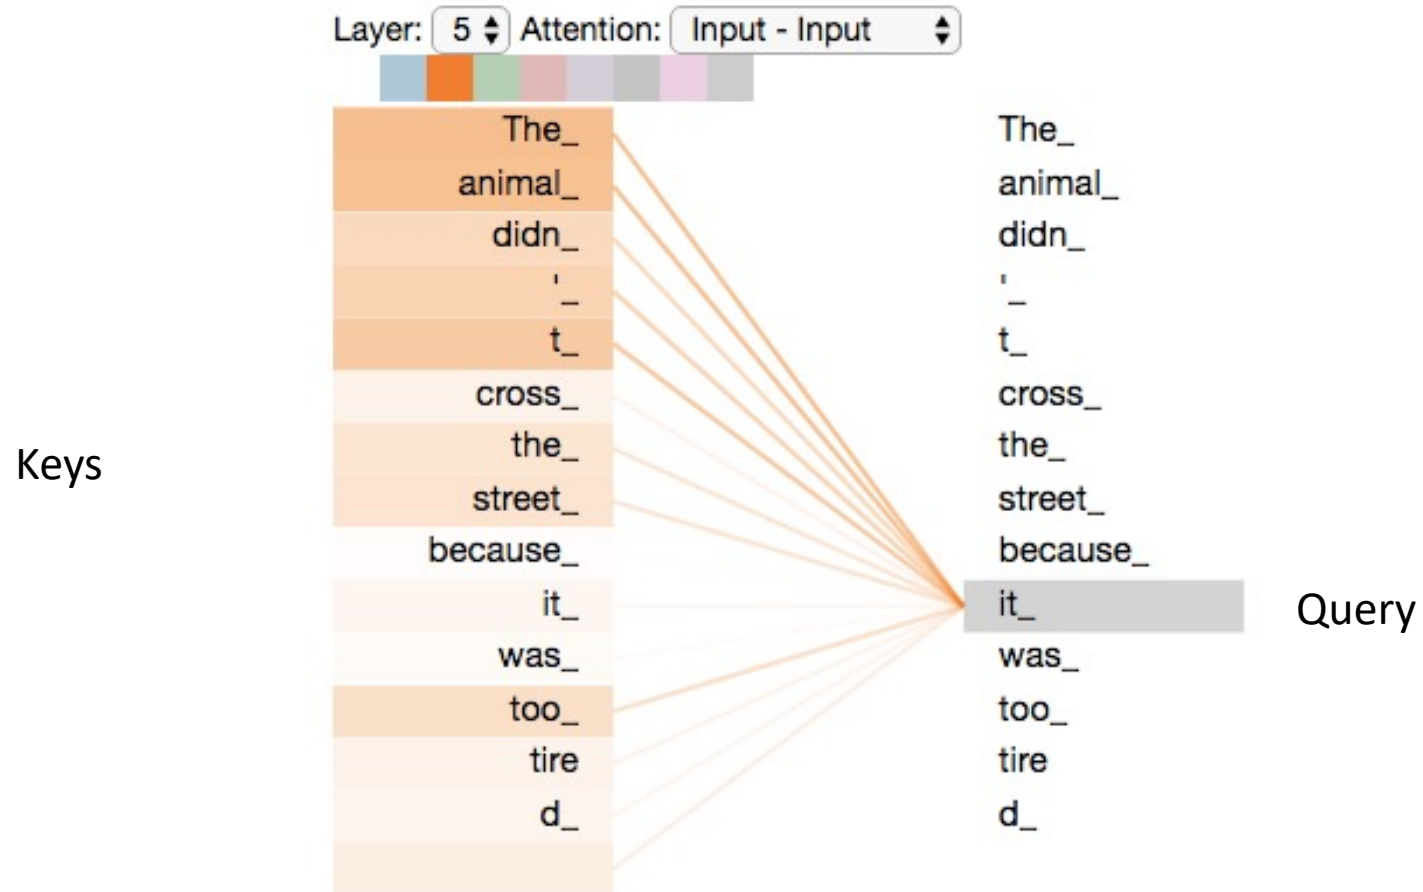 Layer: 5 Attention: Input - Input
The_ The_
animal_ animal_
didn_ didn_
'_ '_
t_ t_
cross_ cross_
the_ the_
Keys
street_ street_
because_ because_
it_ it_ Query
was_ was_
too_ too_
tire tire
d_ d_